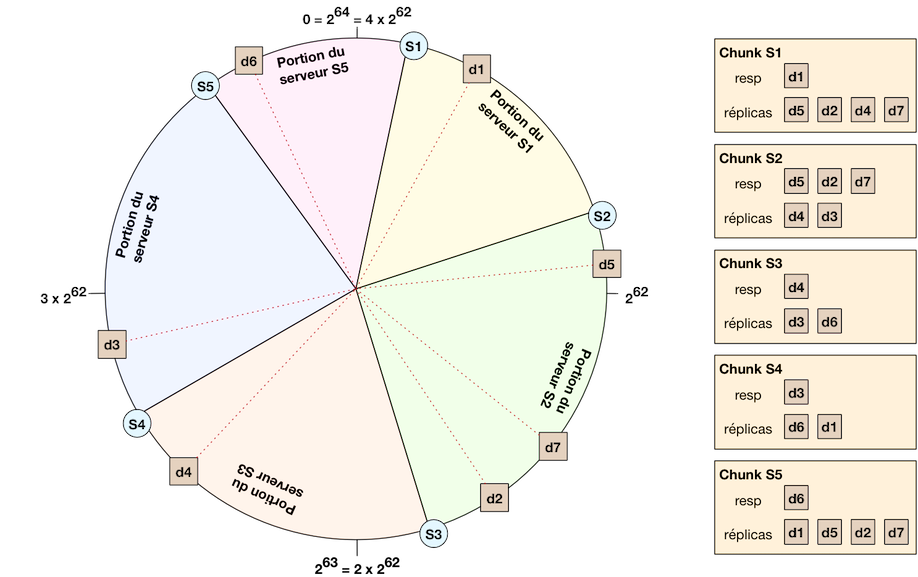 0 = 2^64 = 4 x 2^62
S1
d6
Portion du
serveur S5
d1
S5
Portion du
serveur S1
Portion du
serveur S4
S2
d5
3 x 2^62
2^62
d3
Portion du
serveur S2
S4
d4
Portion du
serveur S3
d7
d2
S3
2^63 = 2 x 2^62
Chunk S1
resp d1
réplicas d5 d2 d4 d7
Chunk S2
resp d5 d2 d7
réplicas d4 d3
Chunk S3
resp d4
réplicas d3 d6
Chunk S4
resp d3
réplicas d6 d1
Chunk S5
resp d6
réplicas d1 d5 d2 d7